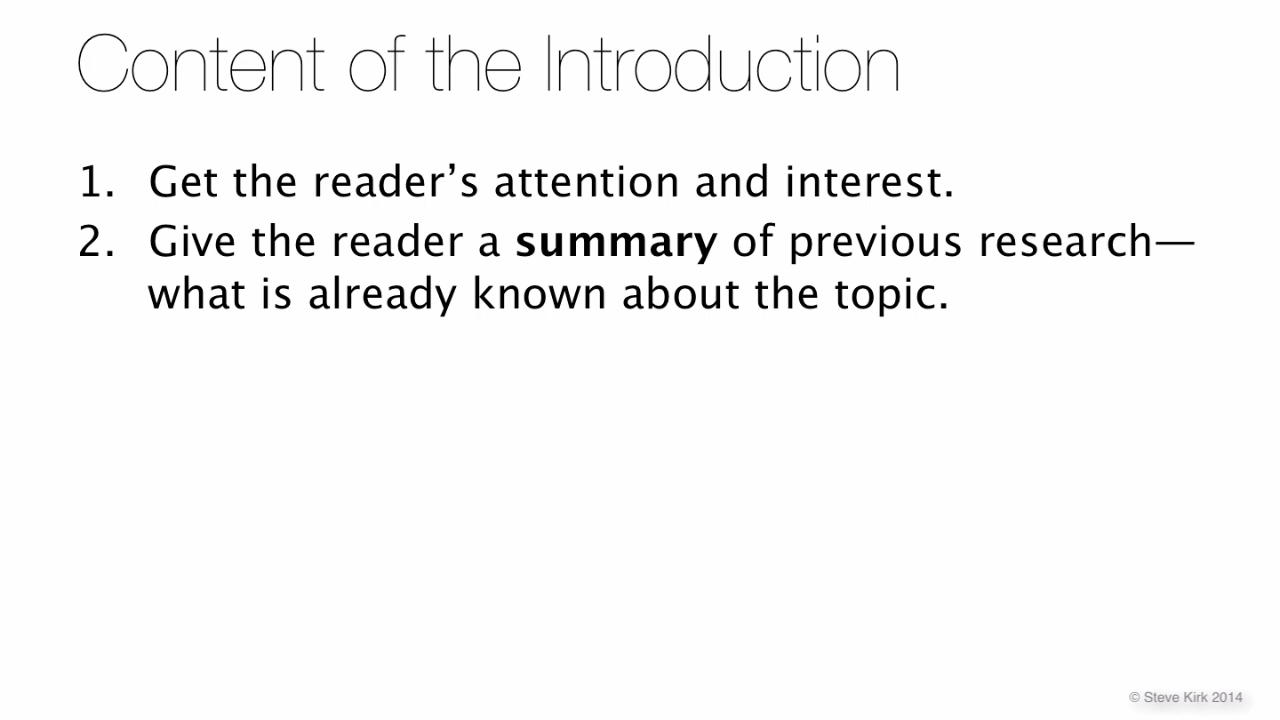 Content of the Introduction
1. Get the reader’s attention and interest.
2. Give the reader a summary of previous research—
what is already known about the topic.
© Steve Kirk 2014